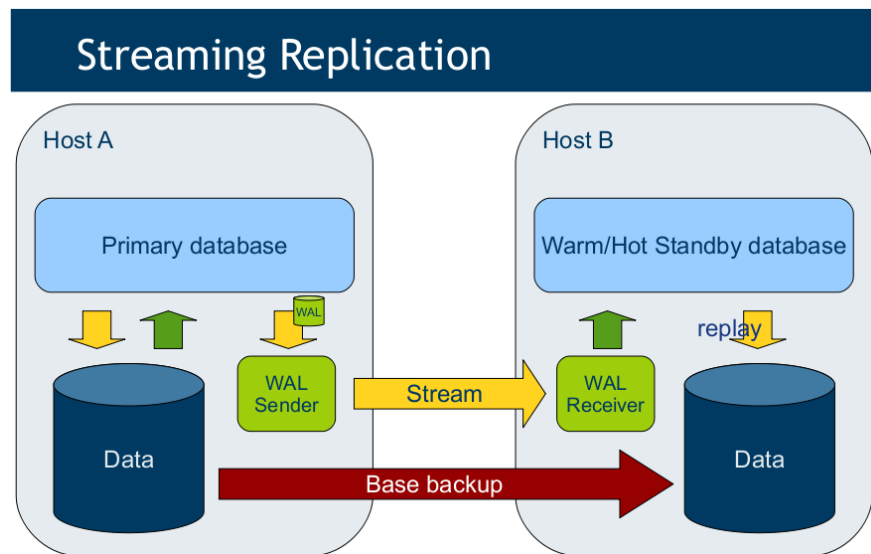 Streaming Replication
Host A
Host B
Primary database
Warm/Hot Standby database
WAL
replay
WAL
Sender
Stream
WAL
Receiver
Data
Data
Base backup